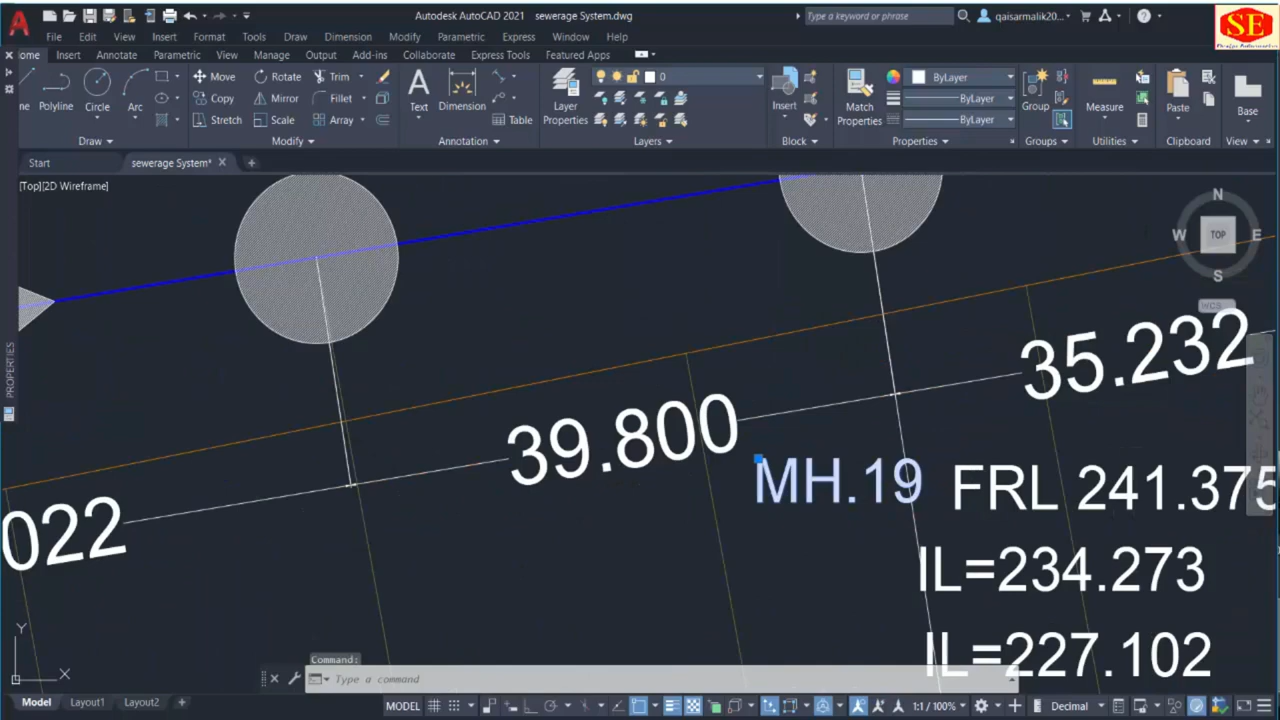 Autodesk AutoCAD 2021 sewerage System.dwg
Type a keyword or phrase
qaisarmalik20...
SE
File Edit View Insert Format Tools Draw Dimension Modify Parametric Express Window Help
ome Insert Annotate Parametric View Manage Output Add-ins Collaborate Express Tools Featured Apps
Move Rotate Trim
Copy Mirror Fillet
Stretch Scale Array
Polyline Circle Arc
Text Dimension Table
Layer Properties
0
Insert
Match Properties
ByLayer
ByLayer
ByLayer
Group Measure Paste Base
Draw Modify Annotation Layers Block Properties Groups Utilities Clipboard View
Start sewerage System*
[Top][2D Wireframe]
N
W TOP E
S
WCS
PROPERTIES
35.232
39.800
022
MH.19 FRL 241.375
IL=234.273
IL=227.102
Y
X
Command:
Type a command
Model Layout1 Layout2
MODEL 1:1 / 100% Decimal